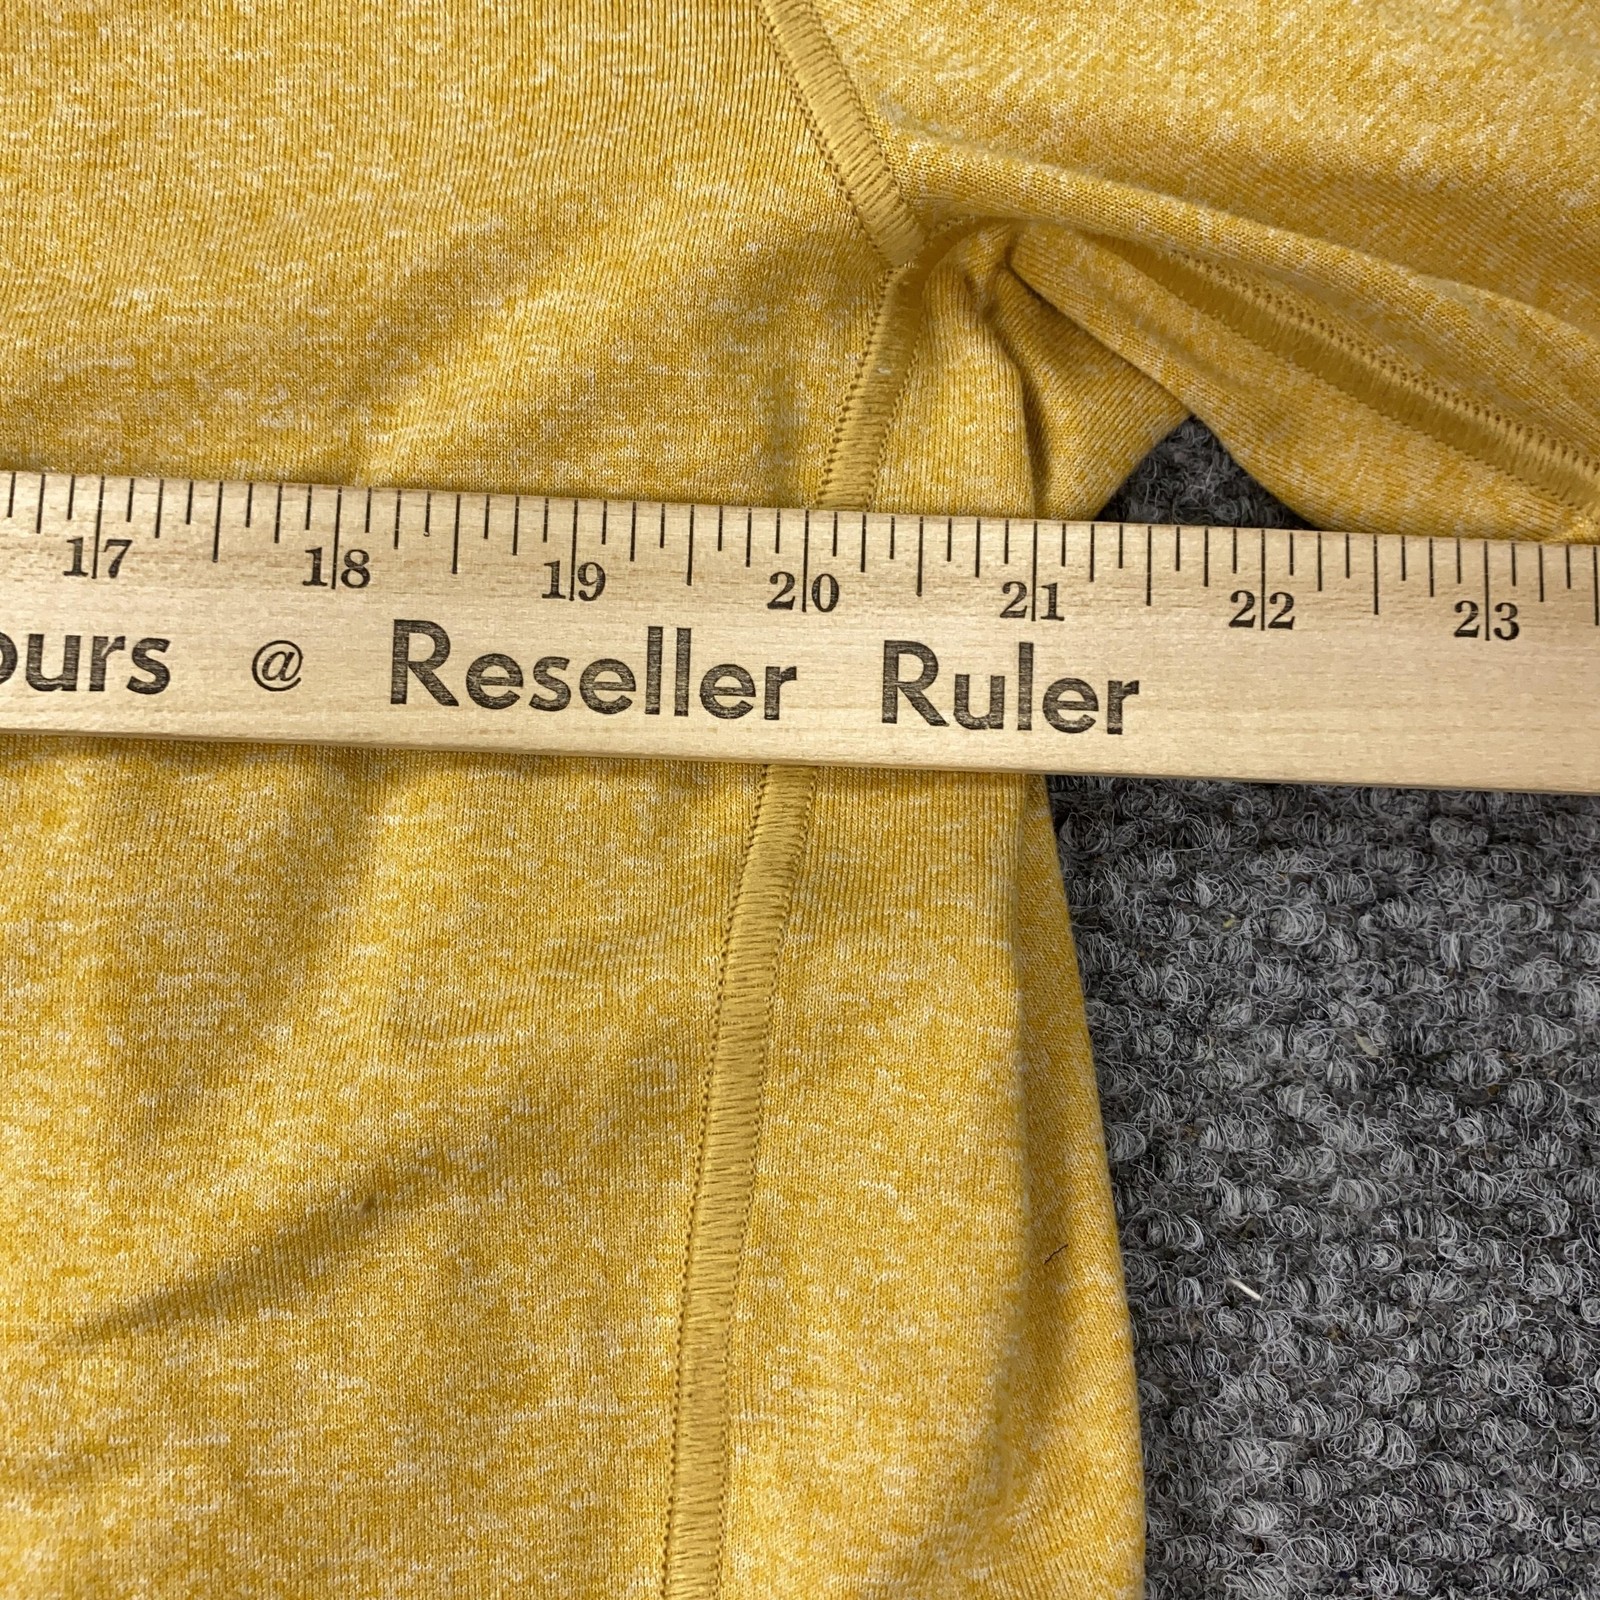 17 18 19 20 21 22 23
ours @ Reseller Ruler